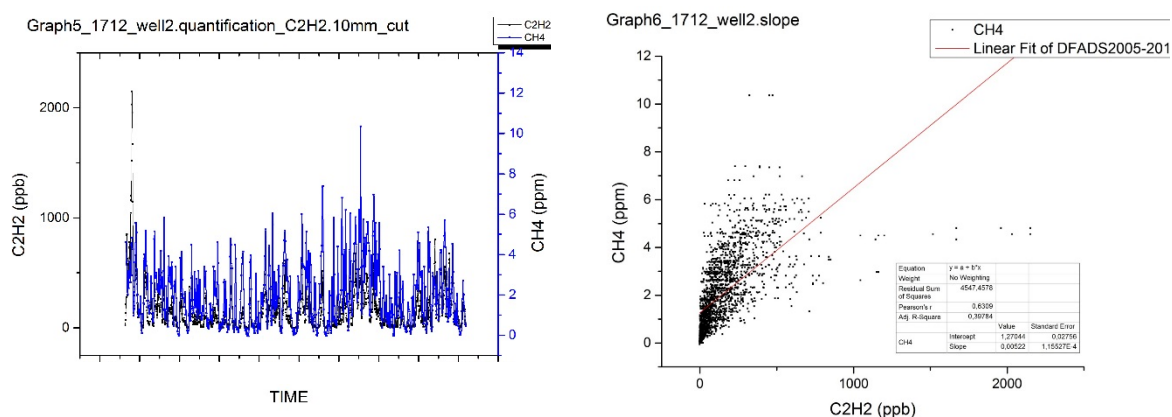 Graph5_1712_well2.quantification_C2H2.10mm_cut
C2H2
CH4
14
12
10
8
6
4
2
0
2000
1000
0
C2H2 (ppb)
CH4 (ppm)
TIME
Graph6_1712_well2.slope
CH4
Linear Fit of DFADS2005-201
12
10
8
6
4
2
0
CH4 (ppm)
0
1000
2000
C2H2 (ppb)
Equation y = a + b*x
Weight No Weighting
Residual Sum of Squares 4547,4578
Pearson's r 0,6309
Adj. R-Square 0,39784
Value Standard Error
CH4 Intercept 1,27044 0,02756
Slope 0,00522 1,15527E-4